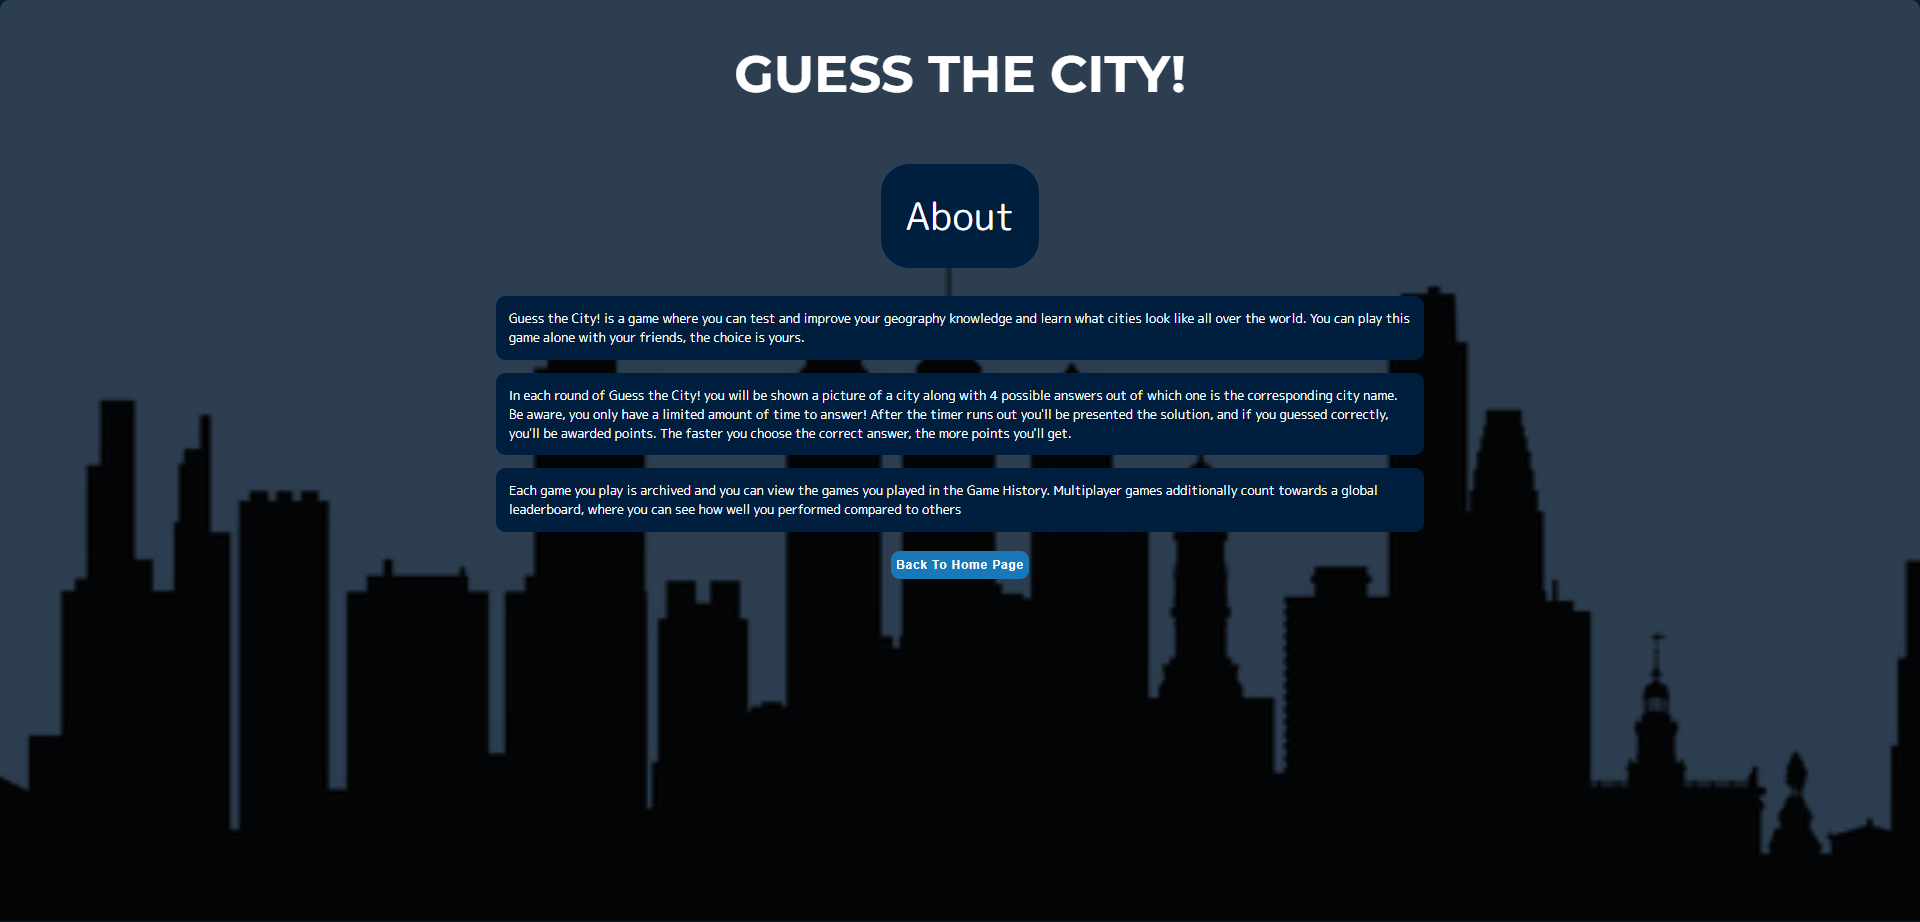 GUESS THE CITY!
About
Guess the City! is a game where you can test and improve your geography knowledge and learn what cities look like all over the world. You can play this
game alone with your friends, the choice is yours.
In each round of Guess the City! you will be shown a picture of a city along with 4 possible answers out of which one is the corresponding city name.
Be aware, you only have a limited amount of time to answer! After the timer runs out you'll be presented the solution, and if you guessed correctly,
you'll be awarded points. The faster you choose the correct answer, the more points you'll get.
Each game you play is archived and you can view the games you played in the Game History. Multiplayer games additionally count towards a global
leaderboard, where you can see how well you performed compared to others
Back To Home Page